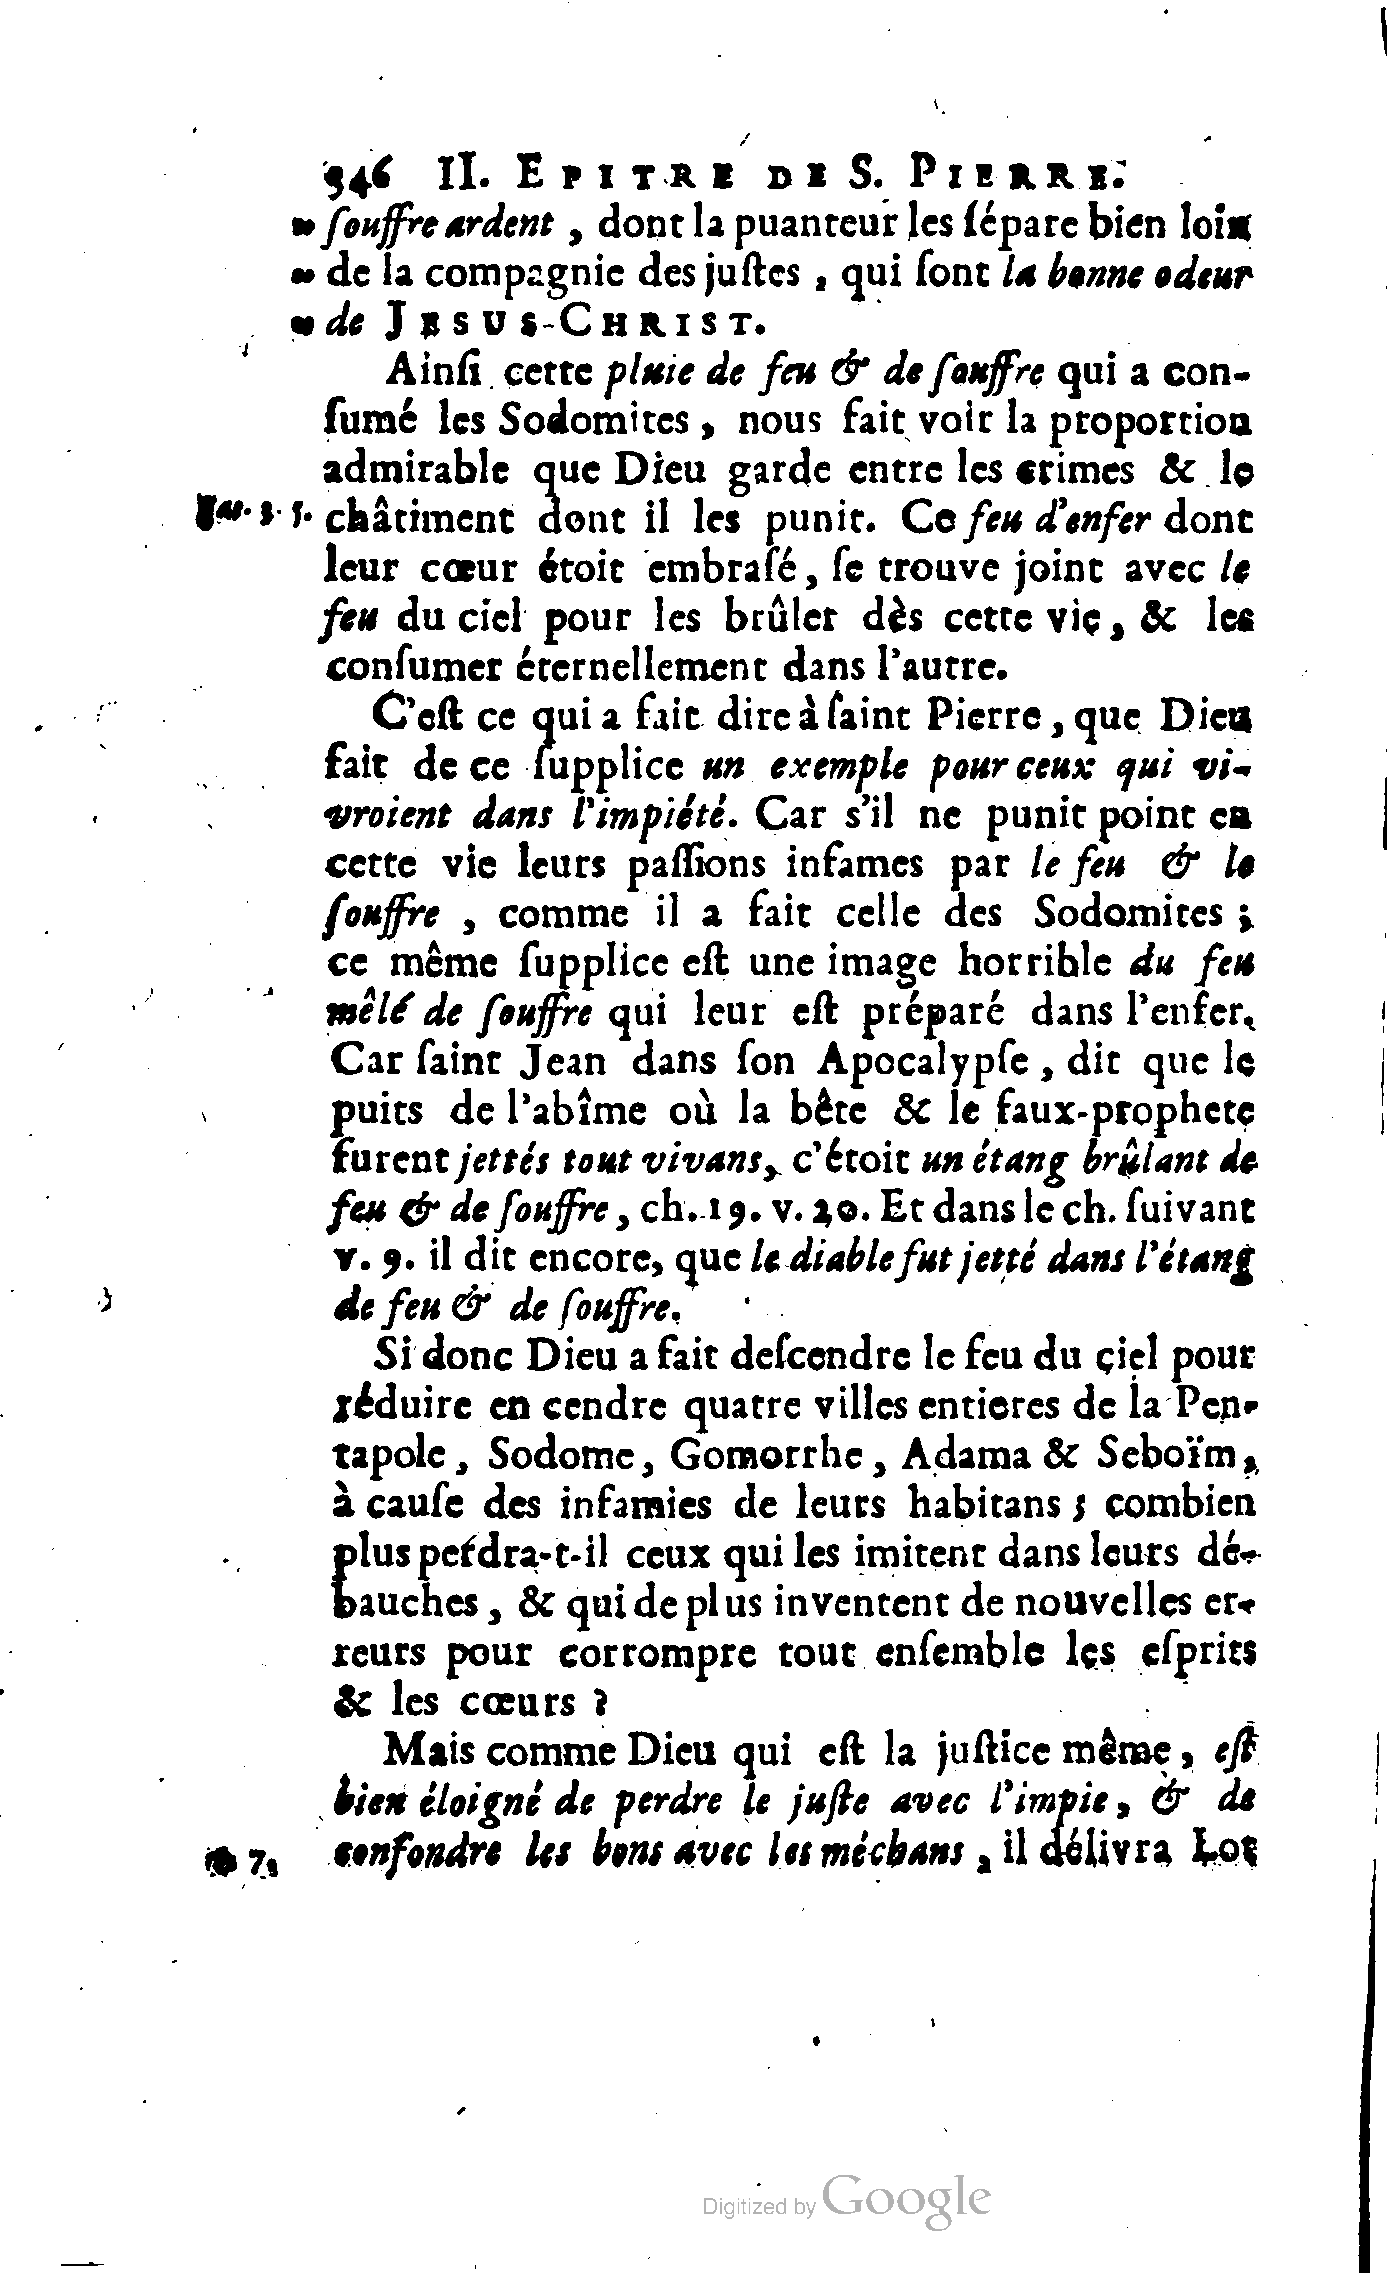 346 II. EPITRE DE S. PIERRE.
» ſouffre ardent, dont la puanteur les ſépare bien loin
» de la compagnie des juſtes, qui ſont la bonne odeur
» de JESUS-CHRIST.
Ainſi cette pluie de feu & de ſouffre qui a con-
ſumé les Sodomites, nous fait voir la proportion
admirable que Dieu garde entre les crimes & le
châtiment dont il les punit. Ce feu d'enfer dont
leur cœur étoit embraſé, ſe trouve joint avec le
feu du ciel pour les brûler dès cette vie, & les
conſumer éternellement dans l'autre.
C'eſt ce qui a fait dire à ſaint Pierre, que Dieu
fait de ce ſupplice un exemple pour ceux qui vi-
vroient dans l'impiété. Car s'il ne punit point en
cette vie leurs paſſions infames par le feu & le
ſouffre, comme il a fait celle des Sodomites;
ce même ſupplice eſt une image horrible du feu
mêlé de ſouffre qui leur eſt préparé dans l'enfer.
Car ſaint Jean dans ſon Apocalypſe, dit que le
puits de l'abîme où la bête & le faux-prophete
furent jettés tout vivans, c'étoit un étang brûlant de
feu & de ſouffre, ch. 19. v. 20. Et dans le ch. ſuivant
v. 9. il dit encore, que le diable fut jetté dans l'étang
de feu & de ſouffre.
Si donc Dieu a fait deſcendre le feu du ciel pour
réduire en cendre quatre villes entieres de la Pen-
tapole, Sodome, Gomorrhe, Adama & Seboïm,
à cauſe des infamies de leurs habitans; combien
plus perdra-t-il ceux qui les imitent dans leurs dé-
bauches, & qui de plus inventent de nouvelles er-
reurs pour corrompre tout enſemble les eſprits
& les cœurs?
Mais comme Dieu qui eſt la juſtice même, eſt
bien éloigné de perdre le juſte avec l'impie, & de
7. confondre les bons avec les méchans, il délivra Lot
Digitized by Google